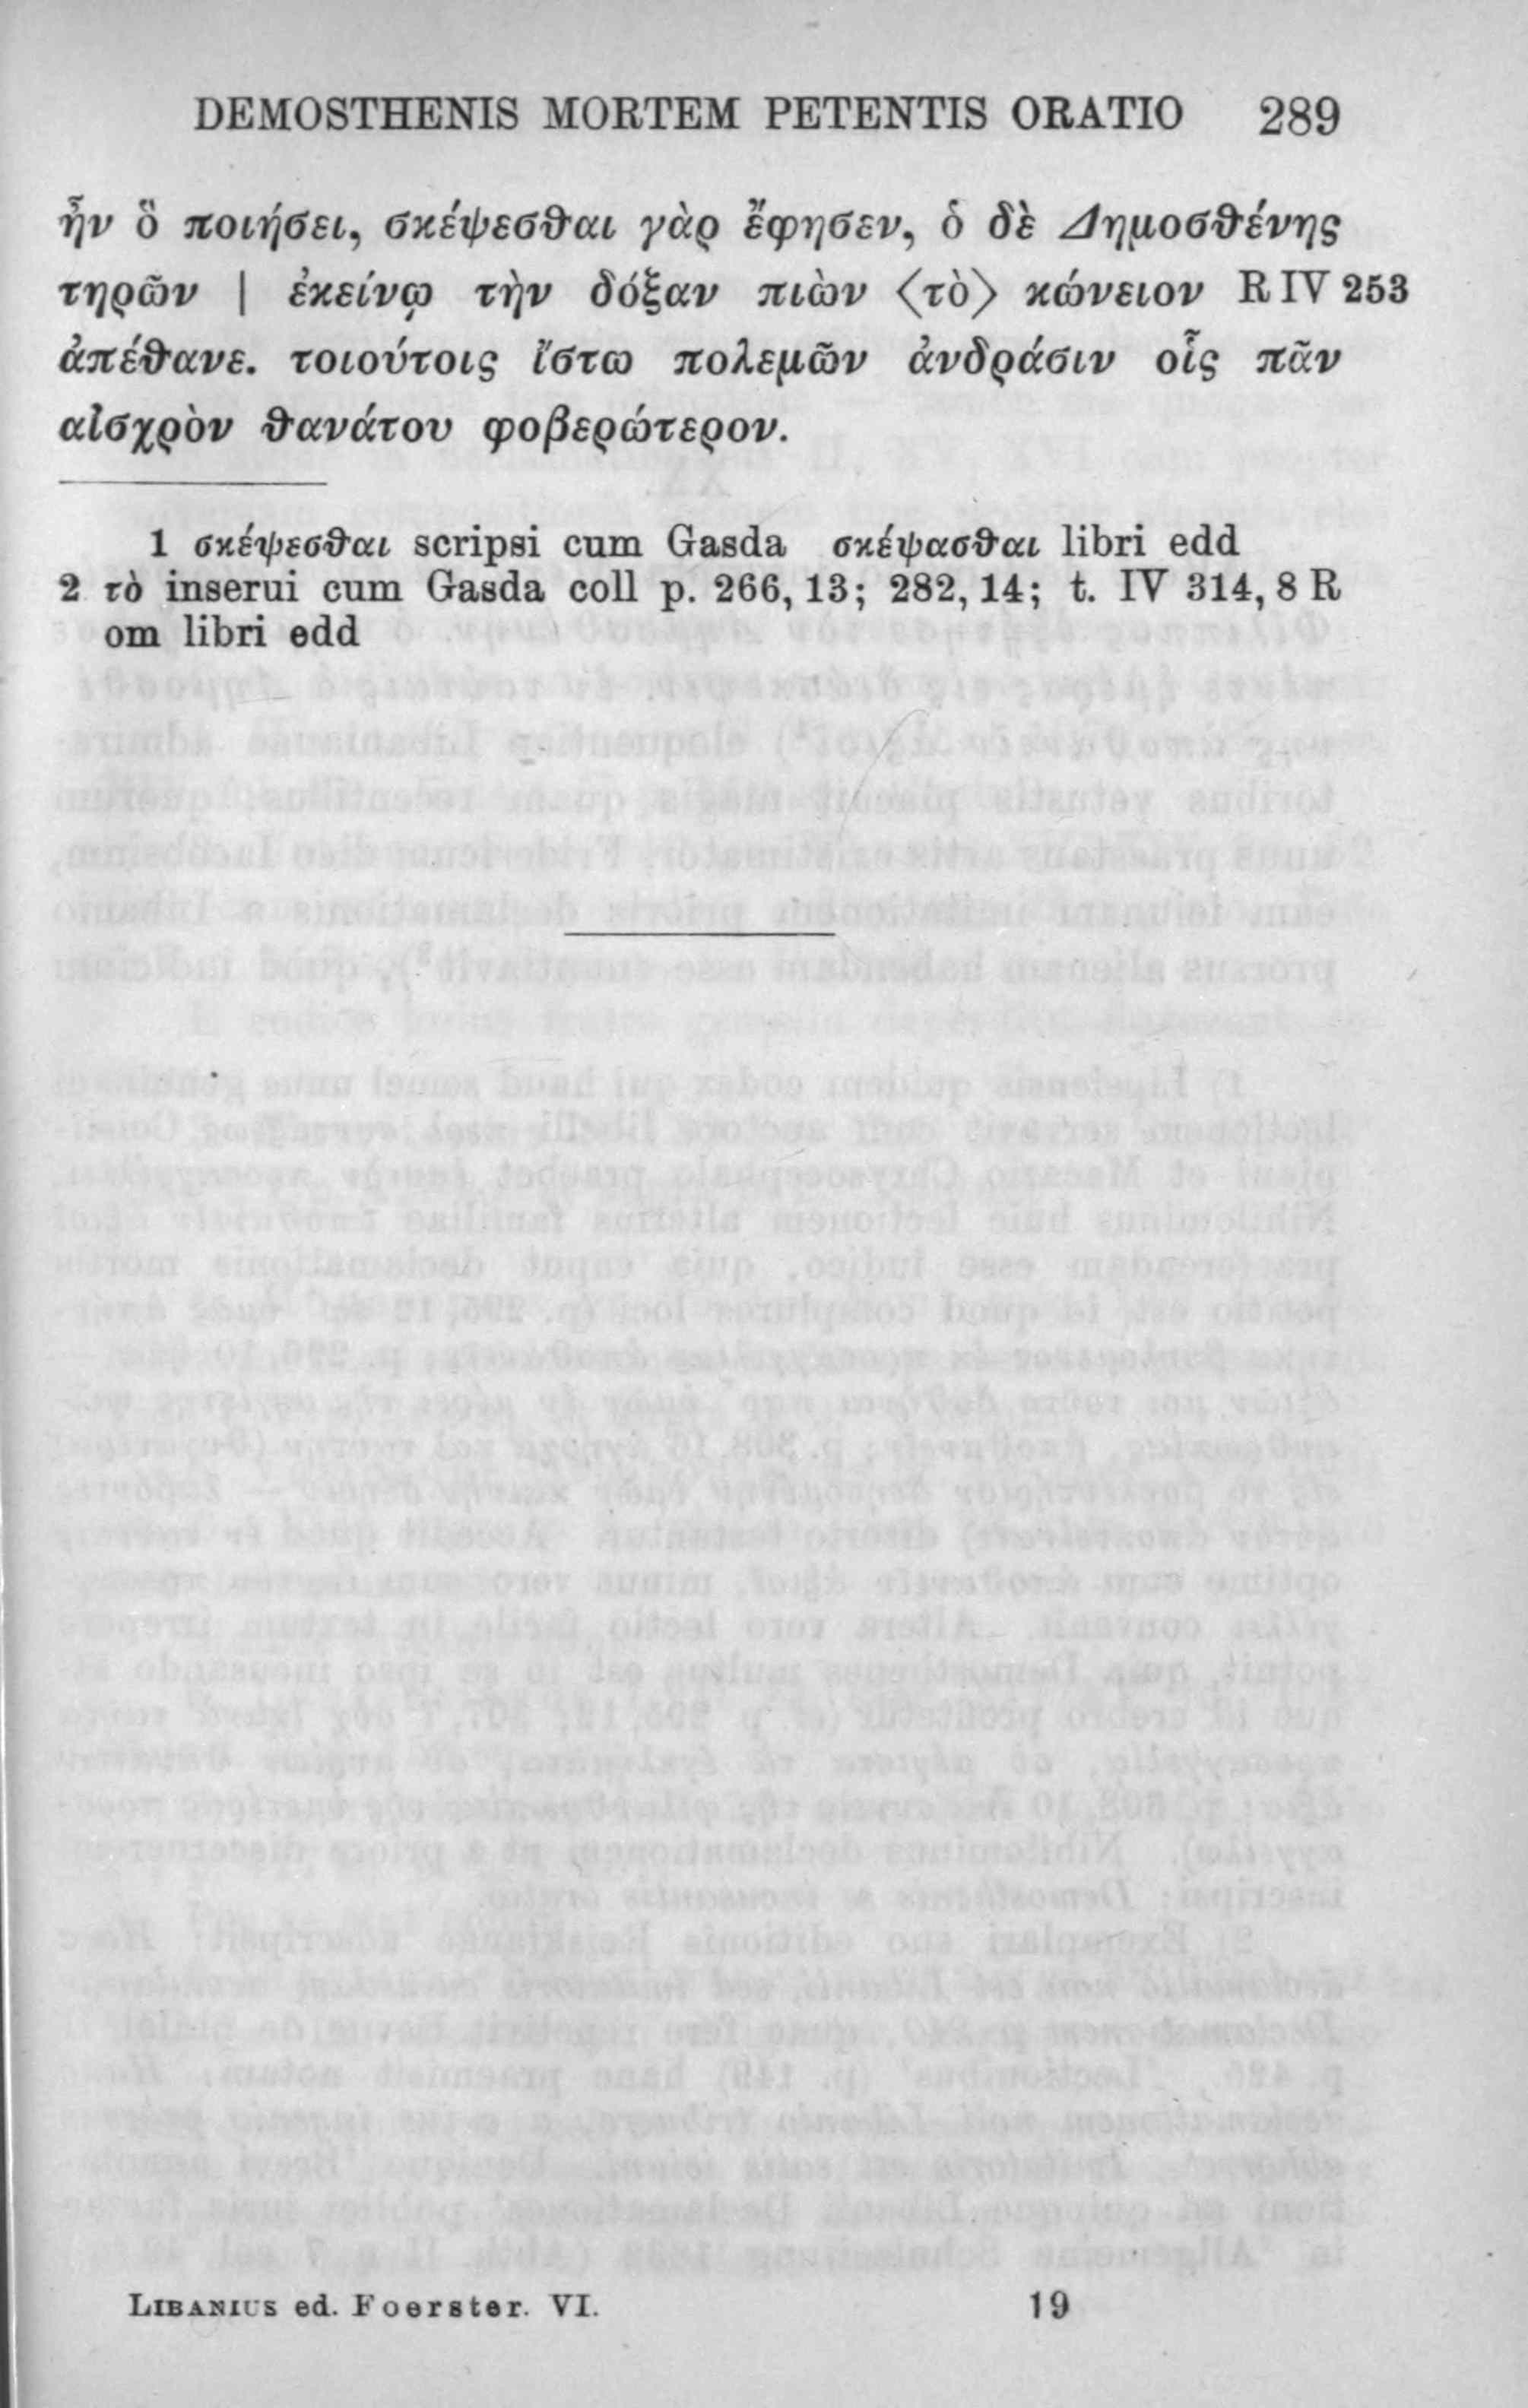 DEMOSTHENIS MORTEM PETENTIS ORATIO 289
ἦν ὃ ποιήσει, σκέψεσθαι γὰρ ἔφησεν, ὁ δὲ Δημοσθένης
τηρῶν | ἐκείνῳ τὴν δόξαν πιὼν ⟨τὸ⟩ κώνειον R IV 253
ἀπέθανε. τοιούτοις ἴστω πολεμῶν ἀνδράσιν οἷς πᾶν
αἰσχρὸν θανάτου φοβερώτερον.
1 σκέψεσθαι scripsi cum Gasda σκέψασθαι libri edd
2 τὸ inserui cum Gasda coll p. 266, 13; 282, 14; t. IV 314, 8 R
om libri edd
LIBANIUS ed. Foerster. VI. 19